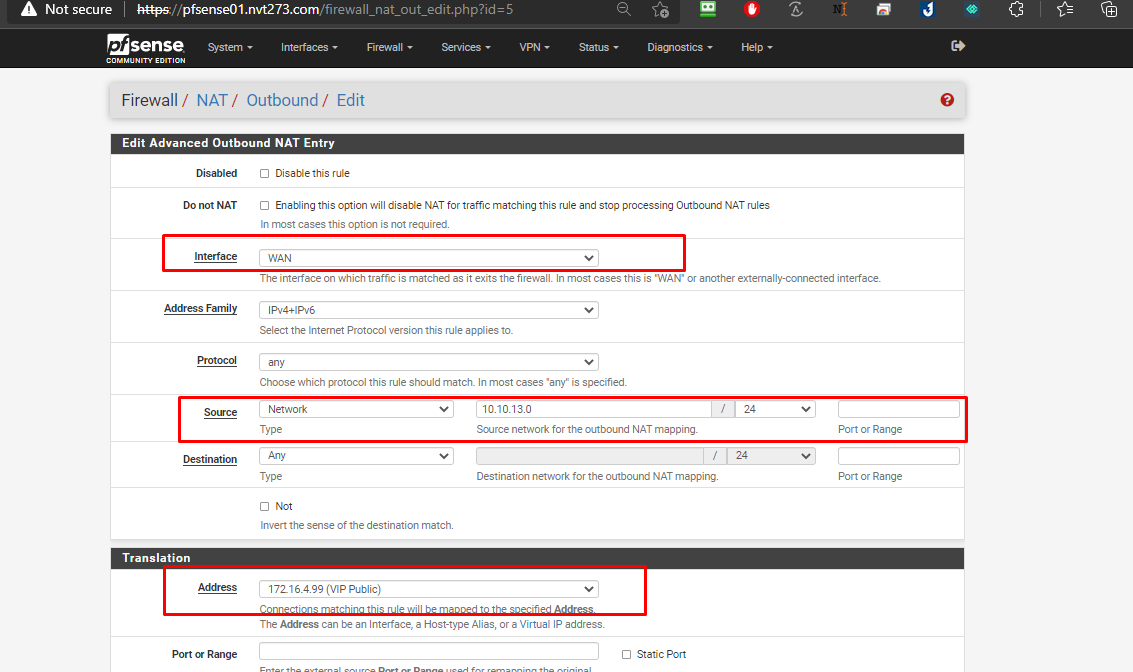 Not secure https://pfsense01.nvt273.com/firewall_nat_out_edit.php?id=5
pfsense
COMMUNITY EDITION
System Interfaces Firewall Services VPN Status Diagnostics Help
Firewall / NAT / Outbound / Edit
Edit Advanced Outbound NAT Entry
Disabled Disable this rule
Do not NAT Enabling this option will disable NAT for traffic matching this rule and stop processing Outbound NAT rules
In most cases this option is not required.
Interface WAN
The interface on which traffic is matched as it exits the firewall. In most cases this is "WAN" or another externally-connected interface.
Address Family IPv4+IPv6
Select the Internet Protocol version this rule applies to.
Protocol any
Choose which protocol this rule should match. In most cases "any" is specified.
Source Network 10.10.13.0 / 24
Type Source network for the outbound NAT mapping. Port or Range
Destination Any / 24
Type Destination network for the outbound NAT mapping. Port or Range
Not
Invert the sense of the destination match.
Translation
Address 172.16.4.99 (VIP Public)
Connections matching this rule will be mapped to the specified Address.
The Address can be an Interface, a Host-type Alias, or a Virtual IP address.
Port or Range Static Port
Enter the external source Port or Range used for remapping the original